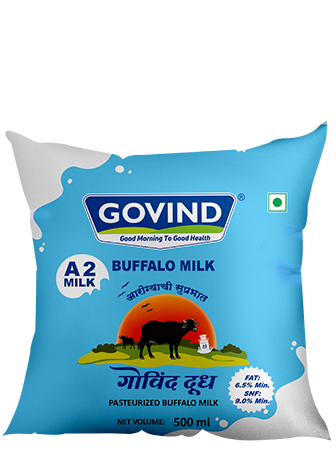 GOVIND®
Good Morning To Good Health
A2
MILK
BUFFALO MILK
आरोग्याची सुप्रभात
गोविंद दूध
PASTEURIZED BUFFALO MILK
FAT:
6.5% Min.
SNF:
9.0% Min.
NET VOLUME: 500 ml